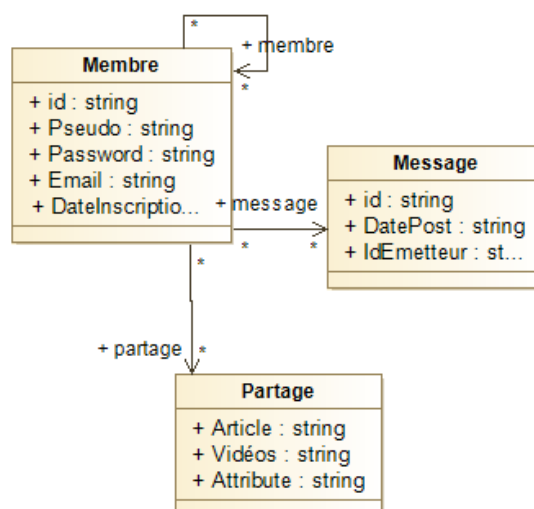 *
+ membre
*
Membre
+ id : string
+ Pseudo : string
+ Password : string
+ Email : string
+ DateInscriptio...
+ message
*
*
*
Message
+ id : string
+ DatePost : string
+ IdEmetteur : st...
+ partage
*
Partage
+ Article : string
+ Vidéos : string
+ Attribute : string